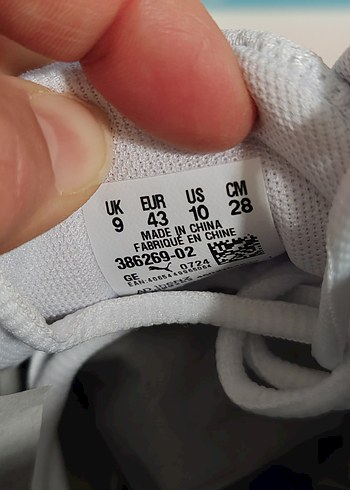 UK EUR US CM
9 43 10 28
MADE IN CHINA
FABRIQUÉ EN CHINE
386269-02
GE 0724